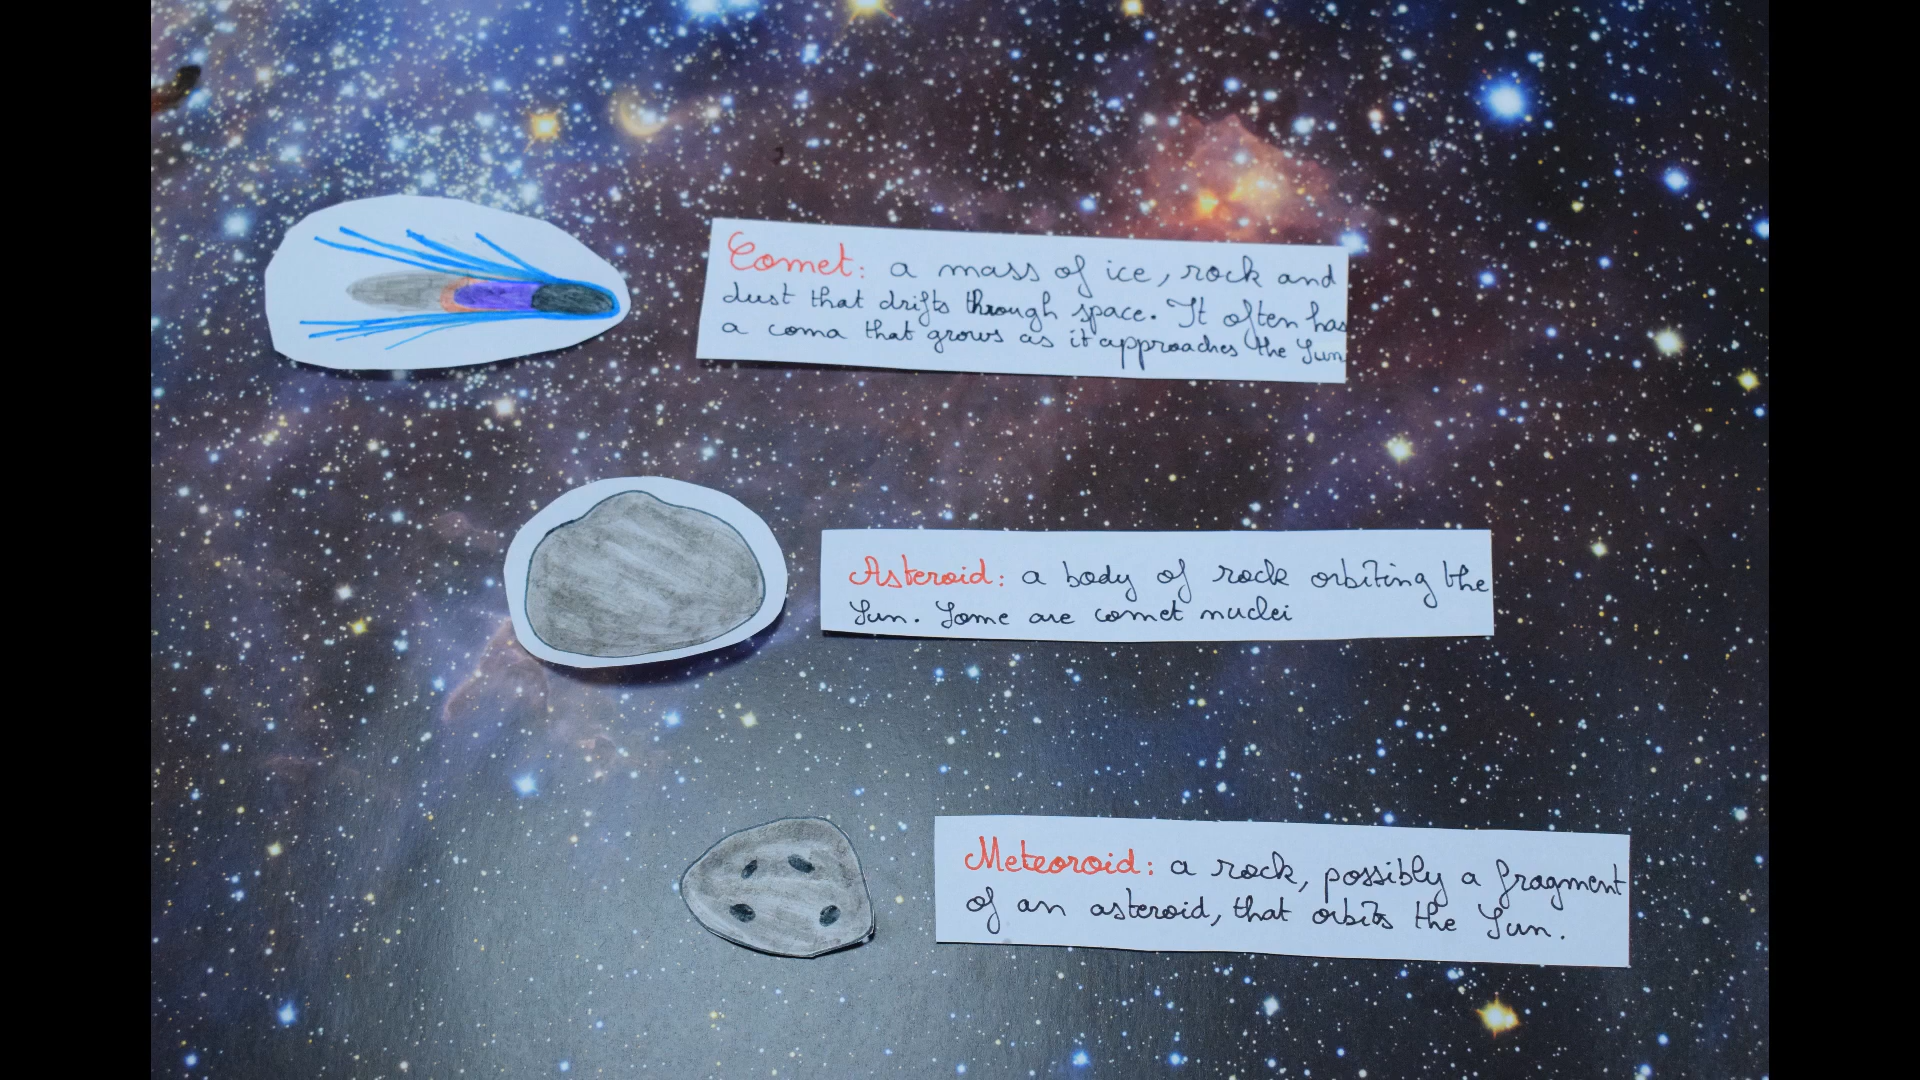 Comet: a mass of ice, rock and
dust that drifts through space. It often has
a coma that grows as it approaches the Sun
Asteroid: a body of rock orbiting the
Sun. Some are comet nuclei
Meteoroid: a rock, possibly a fragment
of an asteroid, that orbits the Sun.